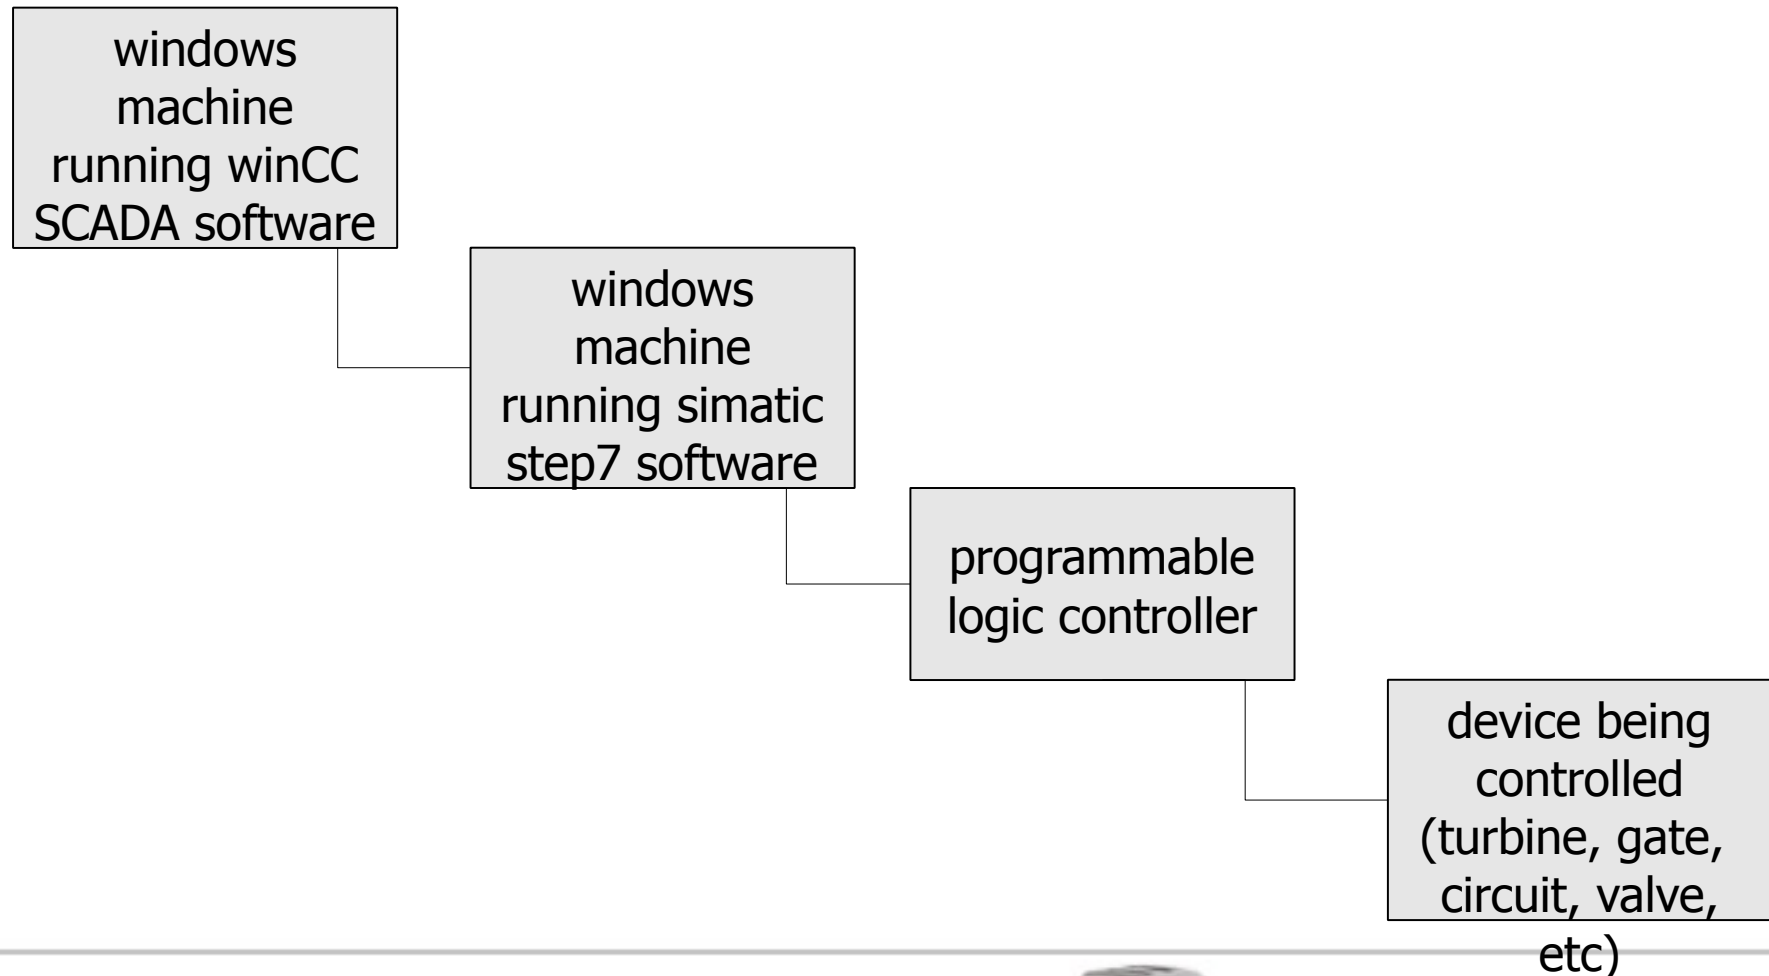 windows
machine
running winCC
SCADA software
windows
machine
running simatic
step7 software
programmable
logic controller
device being
controlled
(turbine, gate,
circuit, valve,
etc)